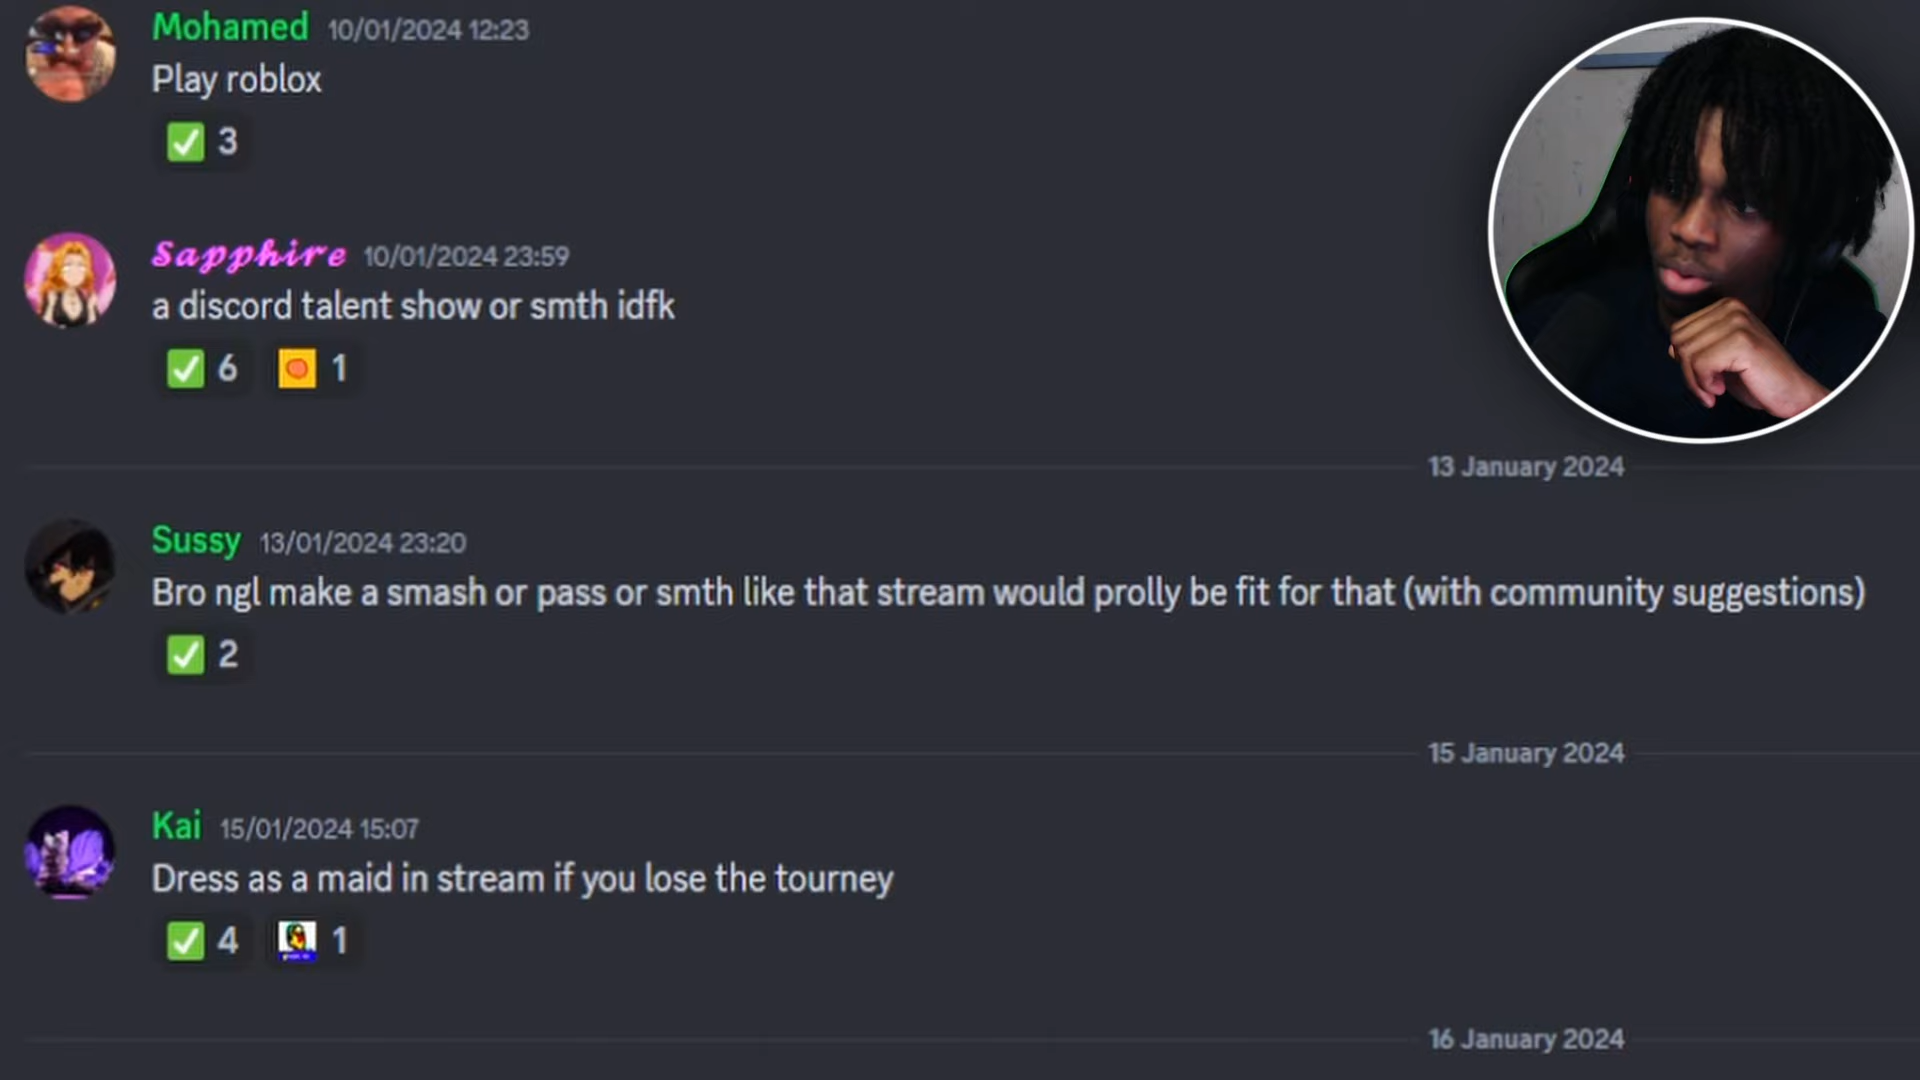 Mohamed 10/01/2024 12:23
Play roblox
3
Sapphire 10/01/2024 23:59
a discord talent show or smth idfk
6 1
13 January 2024
Sussy 13/01/2024 23:20
Bro ngl make a smash or pass or smth like that stream would prolly be fit for that (with community suggestions)
2
15 January 2024
Kai 15/01/2024 15:07
Dress as a maid in stream if you lose the tourney
4 1
16 January 2024